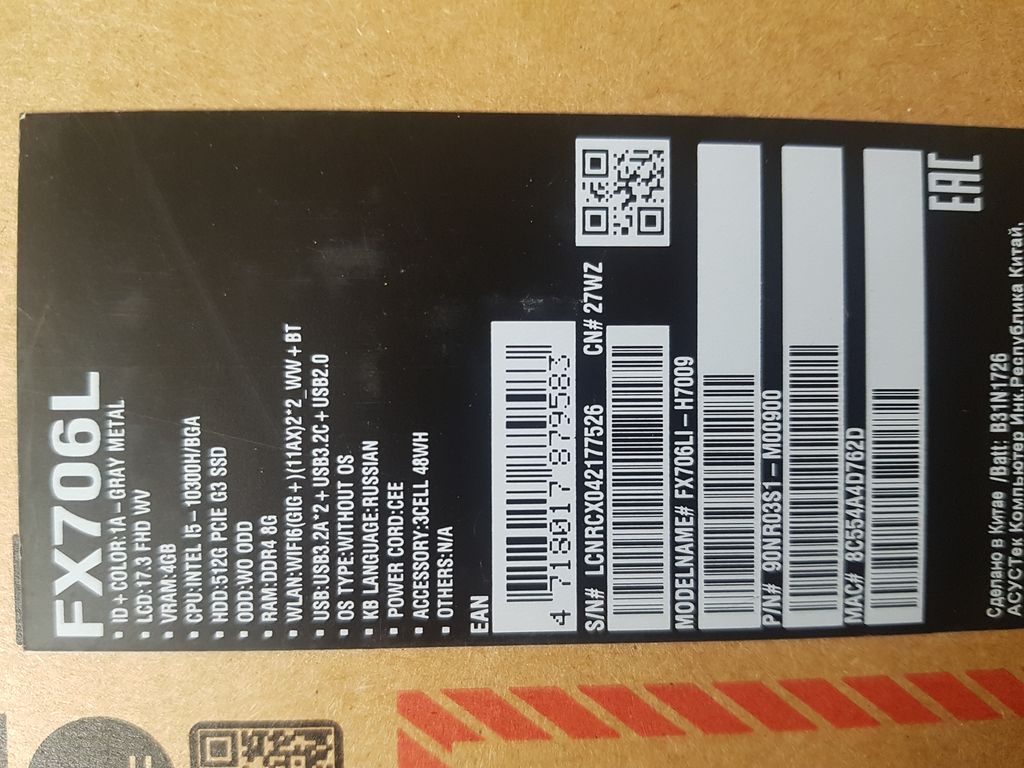 FX706L
• ID+COLOR:1A-GRAY METAL
• LCD:17.3 FHD WV
• VRAM:4GB
• CPU:INTEL I5-10300H/BGA
• HDD:512G PCIE G3 SSD
• ODD:WO ODD
• RAM:DDR4 8G
• WLAN:WIFI6(GIG+)(11AX)2*2_WW+BT
• USB:USB3.2A*2+USB3.2C+USB2.0
• OS TYPE:WITHOUT OS
• KB LANGUAGE:RUSSIAN
• POWER CORD:CEE
• ACCESSORY:3CELL 48WH
• OTHERS:N/A
EAN
4 718017 879583
S/N# LCNRCX042177526 CN# 27WZ
MODELNAME# FX706LI-H7009
P/N# 90NR03S1-M00900
MAC# 8C554A4D762D
EAC
Сделано в Китае /Batt: B31N1726
АСУСТек Компьютер Инк.Республика Китай,